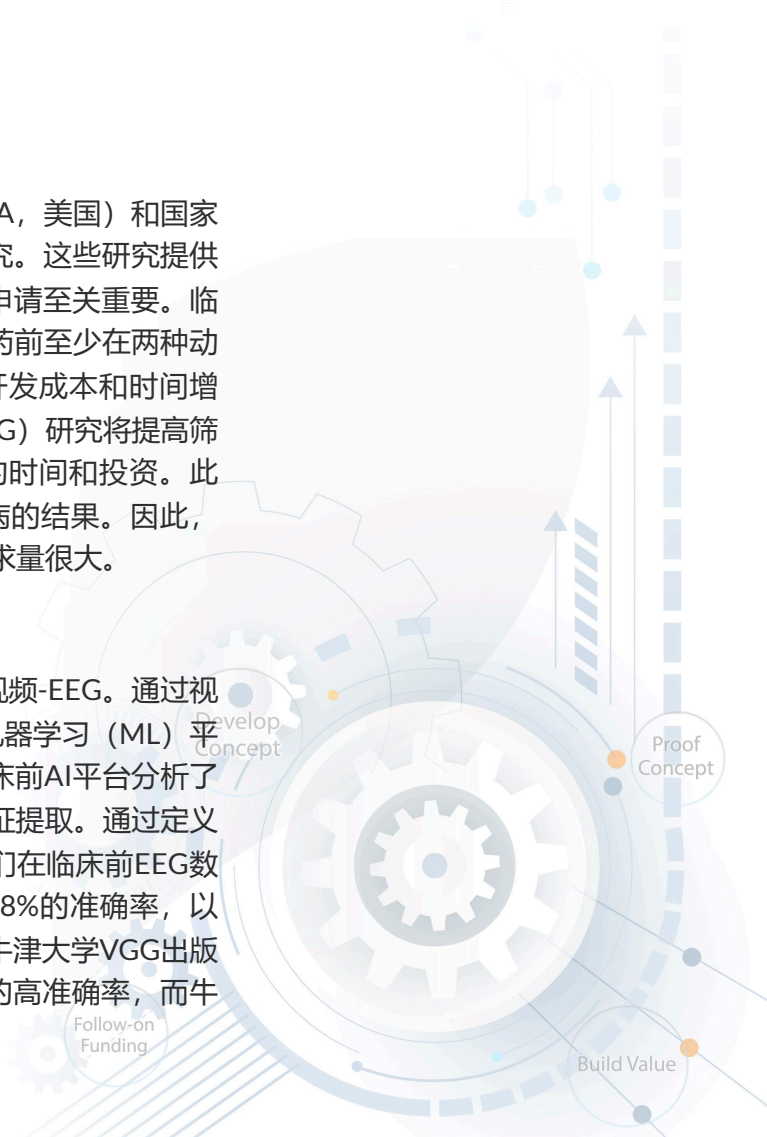 A，美国）和国家
究。这些研究提供
申请至关重要。临
药前至少在两种动
开发成本和时间增
G）研究将提高筛
的时间和投资。此
病的结果。因此，
求量很大。
视频-EEG。通过视
机器学习（ML）平
床前AI平台分析了
征提取。通过定义
们在临床前EEG数
8%的准确率，以
牛津大学VGG出版
的高准确率，而牛
Develop
Concept
Proof
Concept
Follow-on
Funding
Build Value